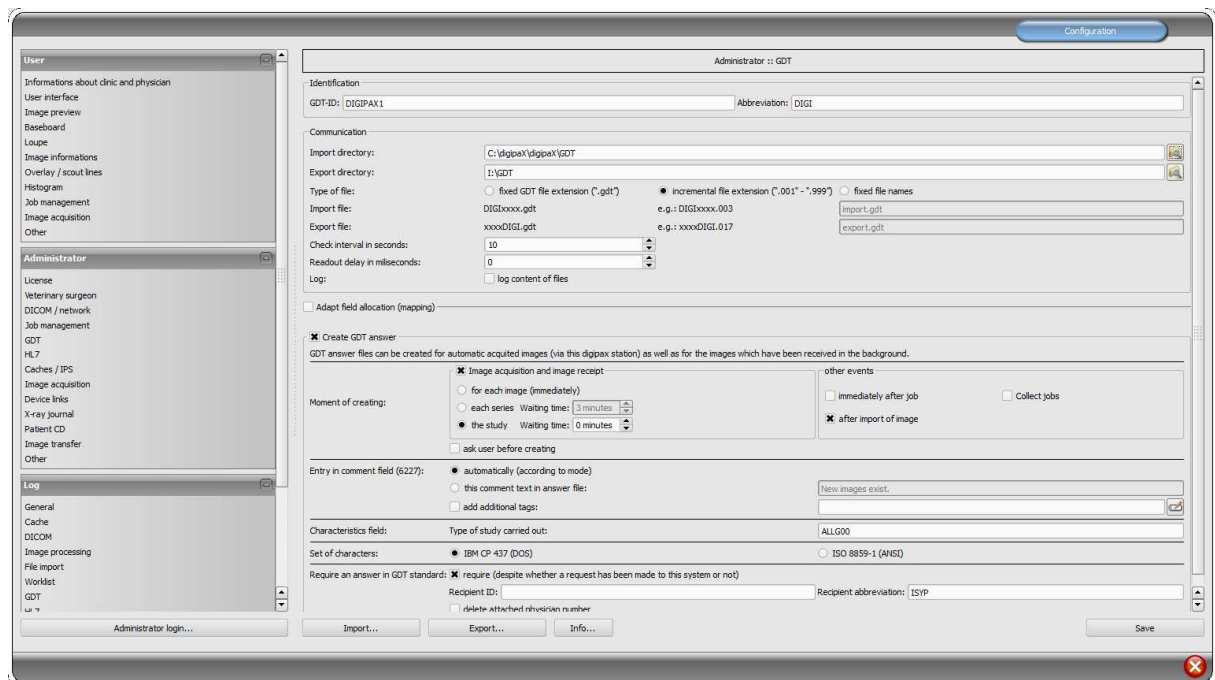 Configuration
User
Informations about clinic and physician
User interface
Image preview
Baseboard
Loupe
Image informations
Overlay / scout lines
Histogram
Job management
Image acquisition
Other
Administrator
License
Veterinary surgeon
DICOM / network
Job management
GDT
HL7
Caches / IPS
Image acquisition
Device links
X-ray journal
Patient CD
Image transfer
Other
Log
General
Cache
DICOM
Image processing
File import
Worklist
GDT
HL7
Administrator login...
Administrator :: GDT
Identification
GDT-ID: DIGIPAX1 Abbreviation: DIGI
Communication
Import directory: C:\digipaX\digipaX\GDT
Export directory: I:\GDT
Type of file: fixed GDT file extension (".gdt") incremental file extension (".001" - ".999") fixed file names
Import file: DIGIxxxx.gdt e.g.: DIGIxxxx.003 import.gdt
Export file: xxxxDIGI.gdt e.g.: xxxxDIGI.017 export.gdt
Check interval in seconds: 10
Readout delay in miliseconds: 0
Log: log content of files
Adapt field allocation (mapping)
Create GDT answer
GDT answer files can be created for automatic acquited images (via this digipax station) as well as for the images which have been received in the background.
Moment of creating:
Image acquisition and image receipt
for each image (immediately)
each series Waiting time: 3 minutes
the study Waiting time: 0 minutes
other events
immediately after job Collect jobs
after import of image
ask user before creating
Entry in comment field (6227): automatically (according to mode)
this comment text in answer file: New images exist.
add additional tags:
Characteristics field: Type of study carried out: ALLG00
Set of characters: IBM CP 437 (DOS) ISO 8859-1 (ANSI)
Require an answer in GDT standard: require (despite whether a request has been made to this system or not)
Recipient ID: Recipient abbreviation: ISYP
delete attached physician number
Import... Export... Info... Save